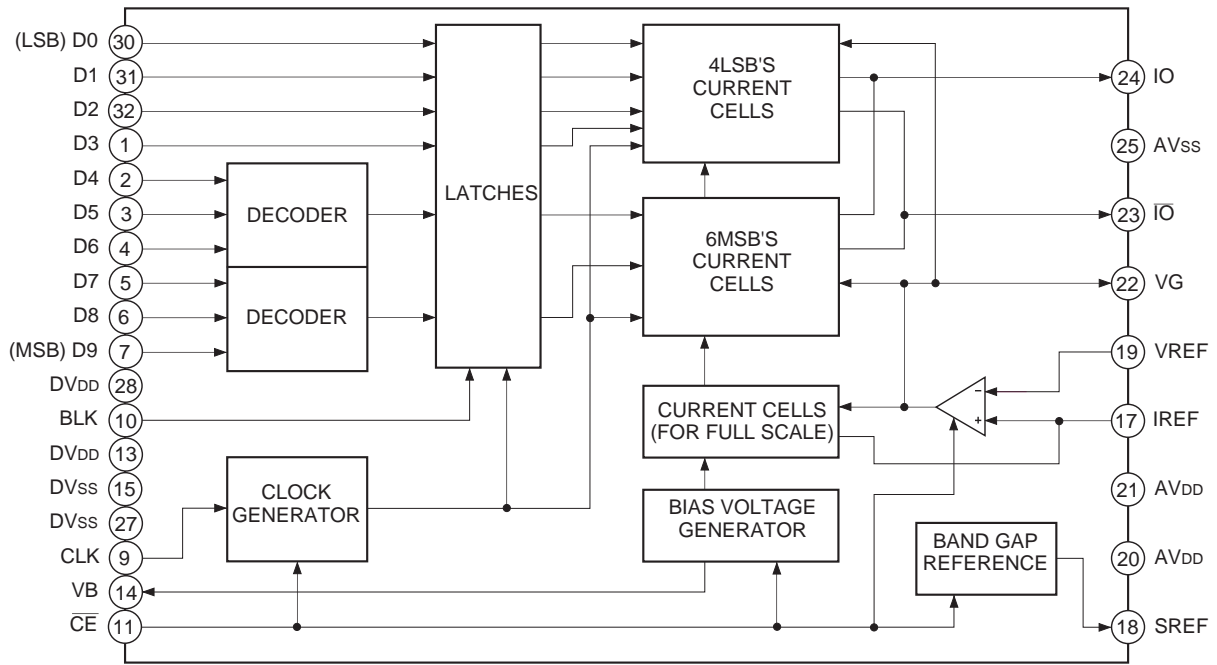 (LSB) D0 30
D1 31
D2 32
D3 1
D4 2
D5 3
D6 4
D7 5
D8 6
(MSB) D9 7
DVDD 28
BLK 10
DVDD 13
DVSS 15
DVSS 27
CLK 9
VB 14
CE 11
DECODER
DECODER
CLOCK
GENERATOR
LATCHES
4LSB'S
CURRENT
CELLS
6MSB'S
CURRENT
CELLS
CURRENT CELLS
(FOR FULL SCALE)
BIAS VOLTAGE
GENERATOR
−
+
BAND GAP
REFERENCE
24 IO
25 AVSS
23 IO
22 VG
19 VREF
17 IREF
21 AVDD
20 AVDD
18 SREF